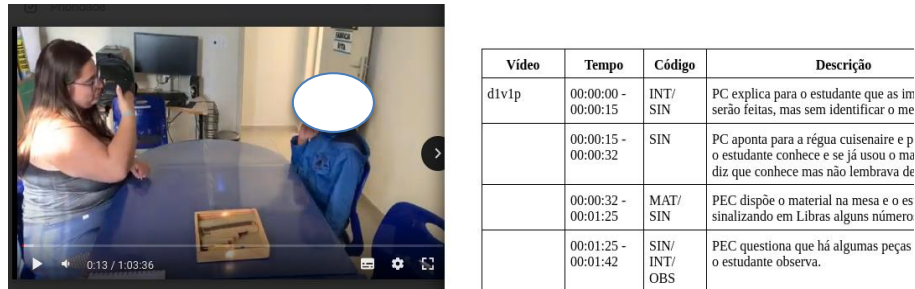 FABRICA
RITA
0:13 / 1:03:36
Vídeo Tempo Código Descrição
d1v1p 00:00:00 - INT/ PC explica para o estudante que as im
00:00:15 SIN serão feitas, mas sem identificar o me
00:00:15 - SIN PC aponta para a régua cuisenaire e p
00:00:32 o estudante conhece e se já usou o ma
diz que conhece mas não lembrava de
00:00:32 - MAT/ PEC dispõe o material na mesa e o es
00:01:25 SIN sinalizando em Libras alguns número
00:01:25 - SIN/ PEC questiona que há algumas peças
00:01:42 INT/ o estudante observa.
OBS